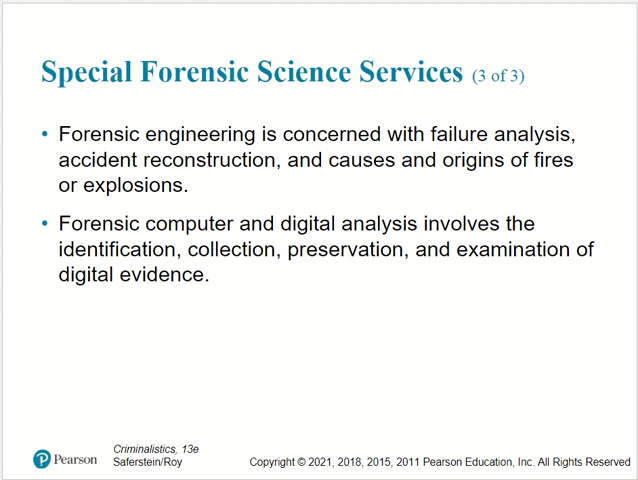 Special Forensic Science Services (3 of 3)
• Forensic engineering is concerned with failure analysis,
accident reconstruction, and causes and origins of fires
or explosions.
• Forensic computer and digital analysis involves the
identification, collection, preservation, and examination of
digital evidence.
P Pearson
Criminalistics, 13e
Saferstein/Roy
Copyright © 2021, 2018, 2015, 2011 Pearson Education, Inc. All Rights Reserved